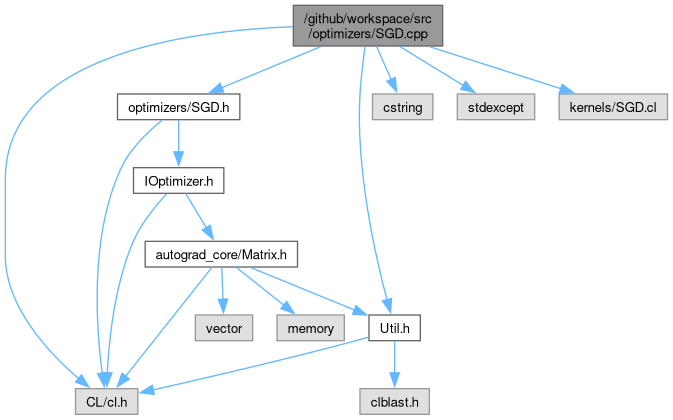 /github/workspace/src
/optimizers/SGD.cpp
optimizers/SGD.h
cstring
stdexcept
kernels/SGD.cl
IOptimizer.h
autograd_core/Matrix.h
vector
memory
Util.h
CL/cl.h
clblast.h